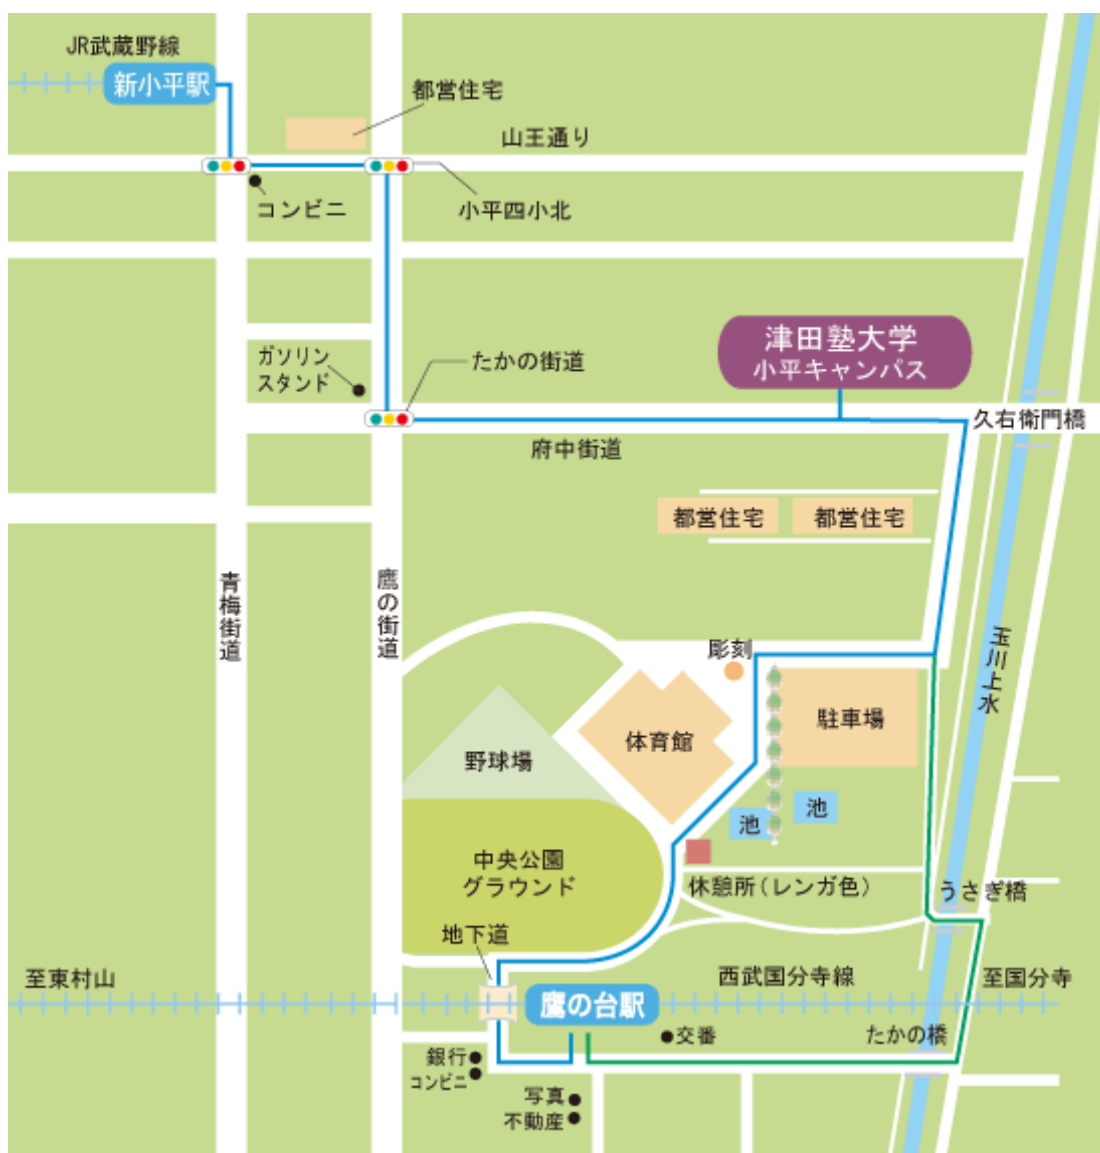 JR武蔵野線
新小平駅
都営住宅
山王通り
コンビニ
小平四小北
津田塾大学
小平キャンパス
ガソリン
スタンド
たかの街道
久右衛門橋
府中街道
都営住宅
都営住宅
青梅街道
鷹の街道
玉川上水
彫刻
駐車場
体育館
野球場
池
池
中央公園
グラウンド
休憩所(レンガ色)
うさぎ橋
地下道
至東村山
西武国分寺線
至国分寺
鷹の台駅
交番
たかの橋
銀行
コンビニ
写真
不動産